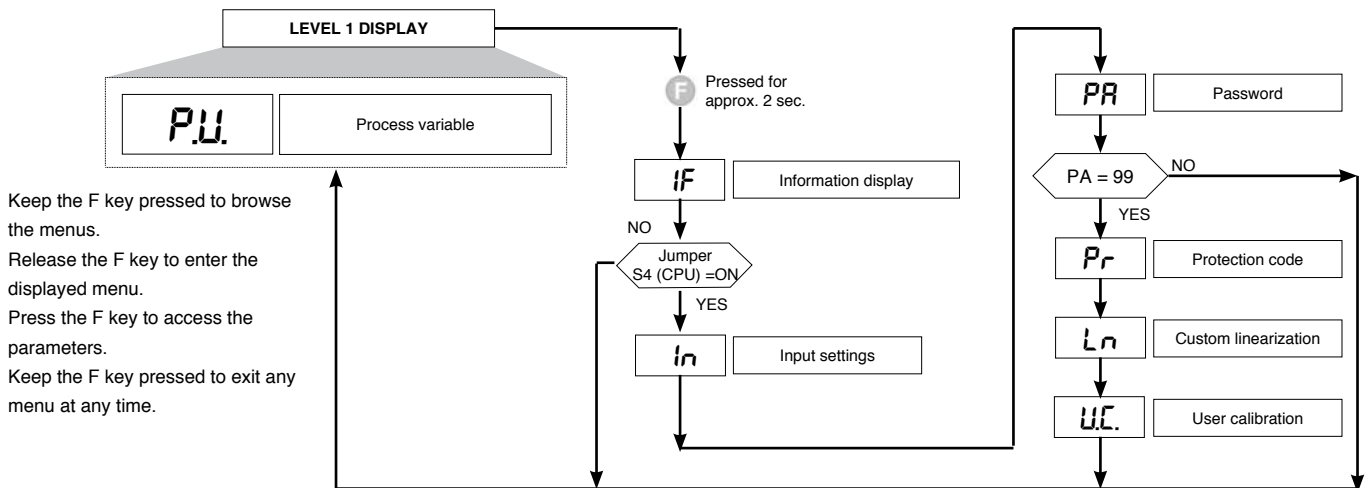 LEVEL 1 DISPLAY
P.V.
Process variable
Keep the F key pressed to browse
the menus.
Release the F key to enter the
displayed menu.
Press the F key to access the
parameters.
Keep the F key pressed to exit any
menu at any time.
F
Pressed for
approx. 2 sec.
IF
Information display
NO
Jumper
S4 (CPU) =ON
YES
In
Input settings
PA
Password
PA = 99
NO
YES
Pr
Protection code
Ln
Custom linearization
U.C.
User calibration